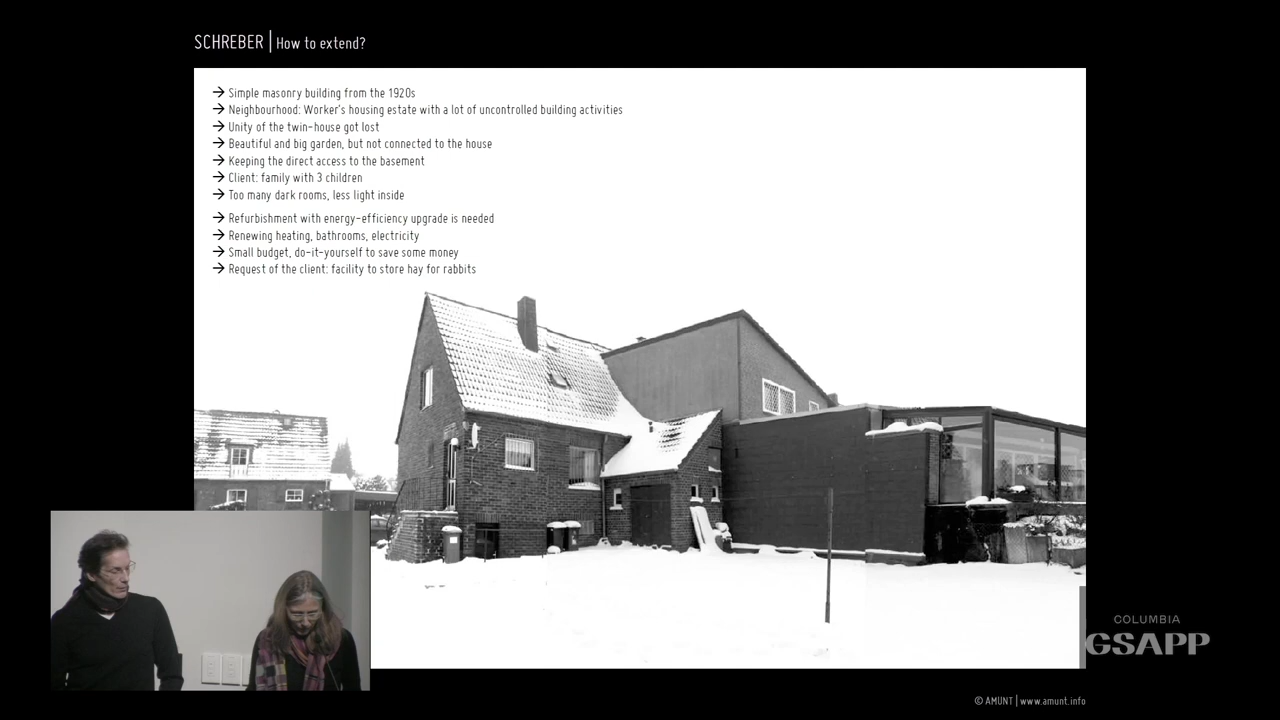 SCHREBER | How to extend?
→ Simple masonry building from the 1920s
→ Neighbourhood: Worker's housing estate with a lot of uncontrolled building activities
→ Unity of the twin-house got lost
→ Beautiful and big garden, but not connected to the house
→ Keeping the direct access to the basement
→ Client: family with 3 children
→ Too many dark rooms, less light inside
→ Refurbishment with energy-efficiency upgrade is needed
→ Renewing heating, bathrooms, electricity
→ Small budget, do-it-yourself to save some money
→ Request of the client: facility to store hay for rabbits
COLUMBIA
GSAPP
© AMUNT | www.amunt.info